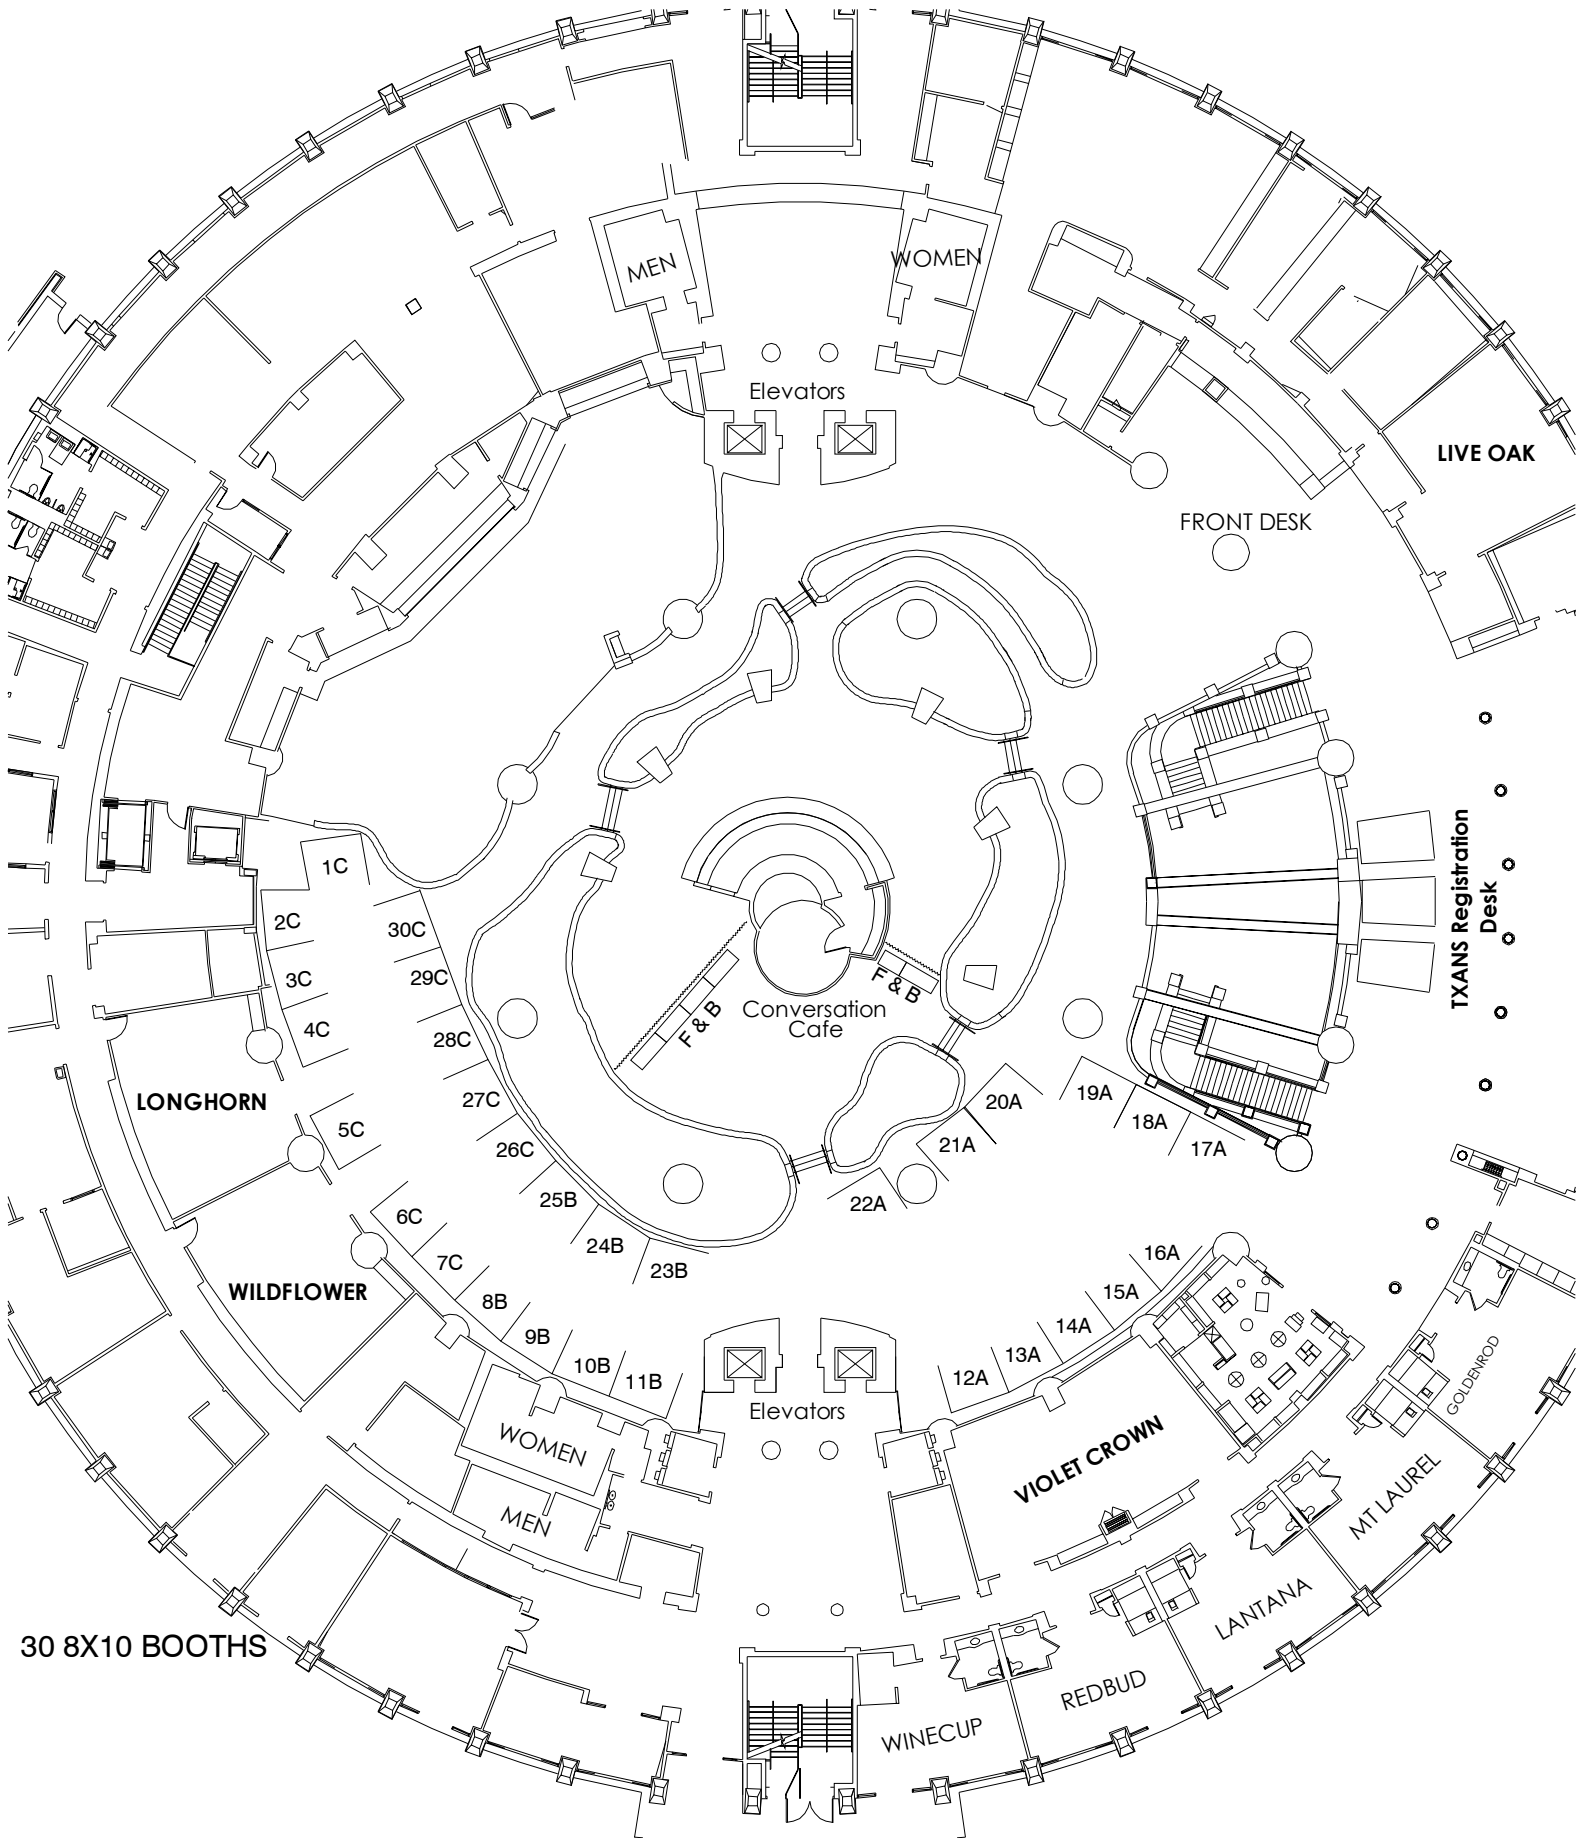 MEN
WOMEN
Elevators
LIVE OAK
FRONT DESK
1C
2C
3C
4C
5C
6C
7C
8B
9B
10B
11B
30C
29C
28C
27C
26C
25B
24B
23B
F & B
F & B
Conversation
Cafe
TXANS Registration
Desk
20A
21A
22A
19A
18A
17A
16A
15A
14A
13A
12A
LONGHORN
WILDFLOWER
Elevators
WOMEN
MEN
VIOLET CROWN
GOLDENROD
MT LAUREL
LANTANA
REDBUD
WINECUP
30 8X10 BOOTHS